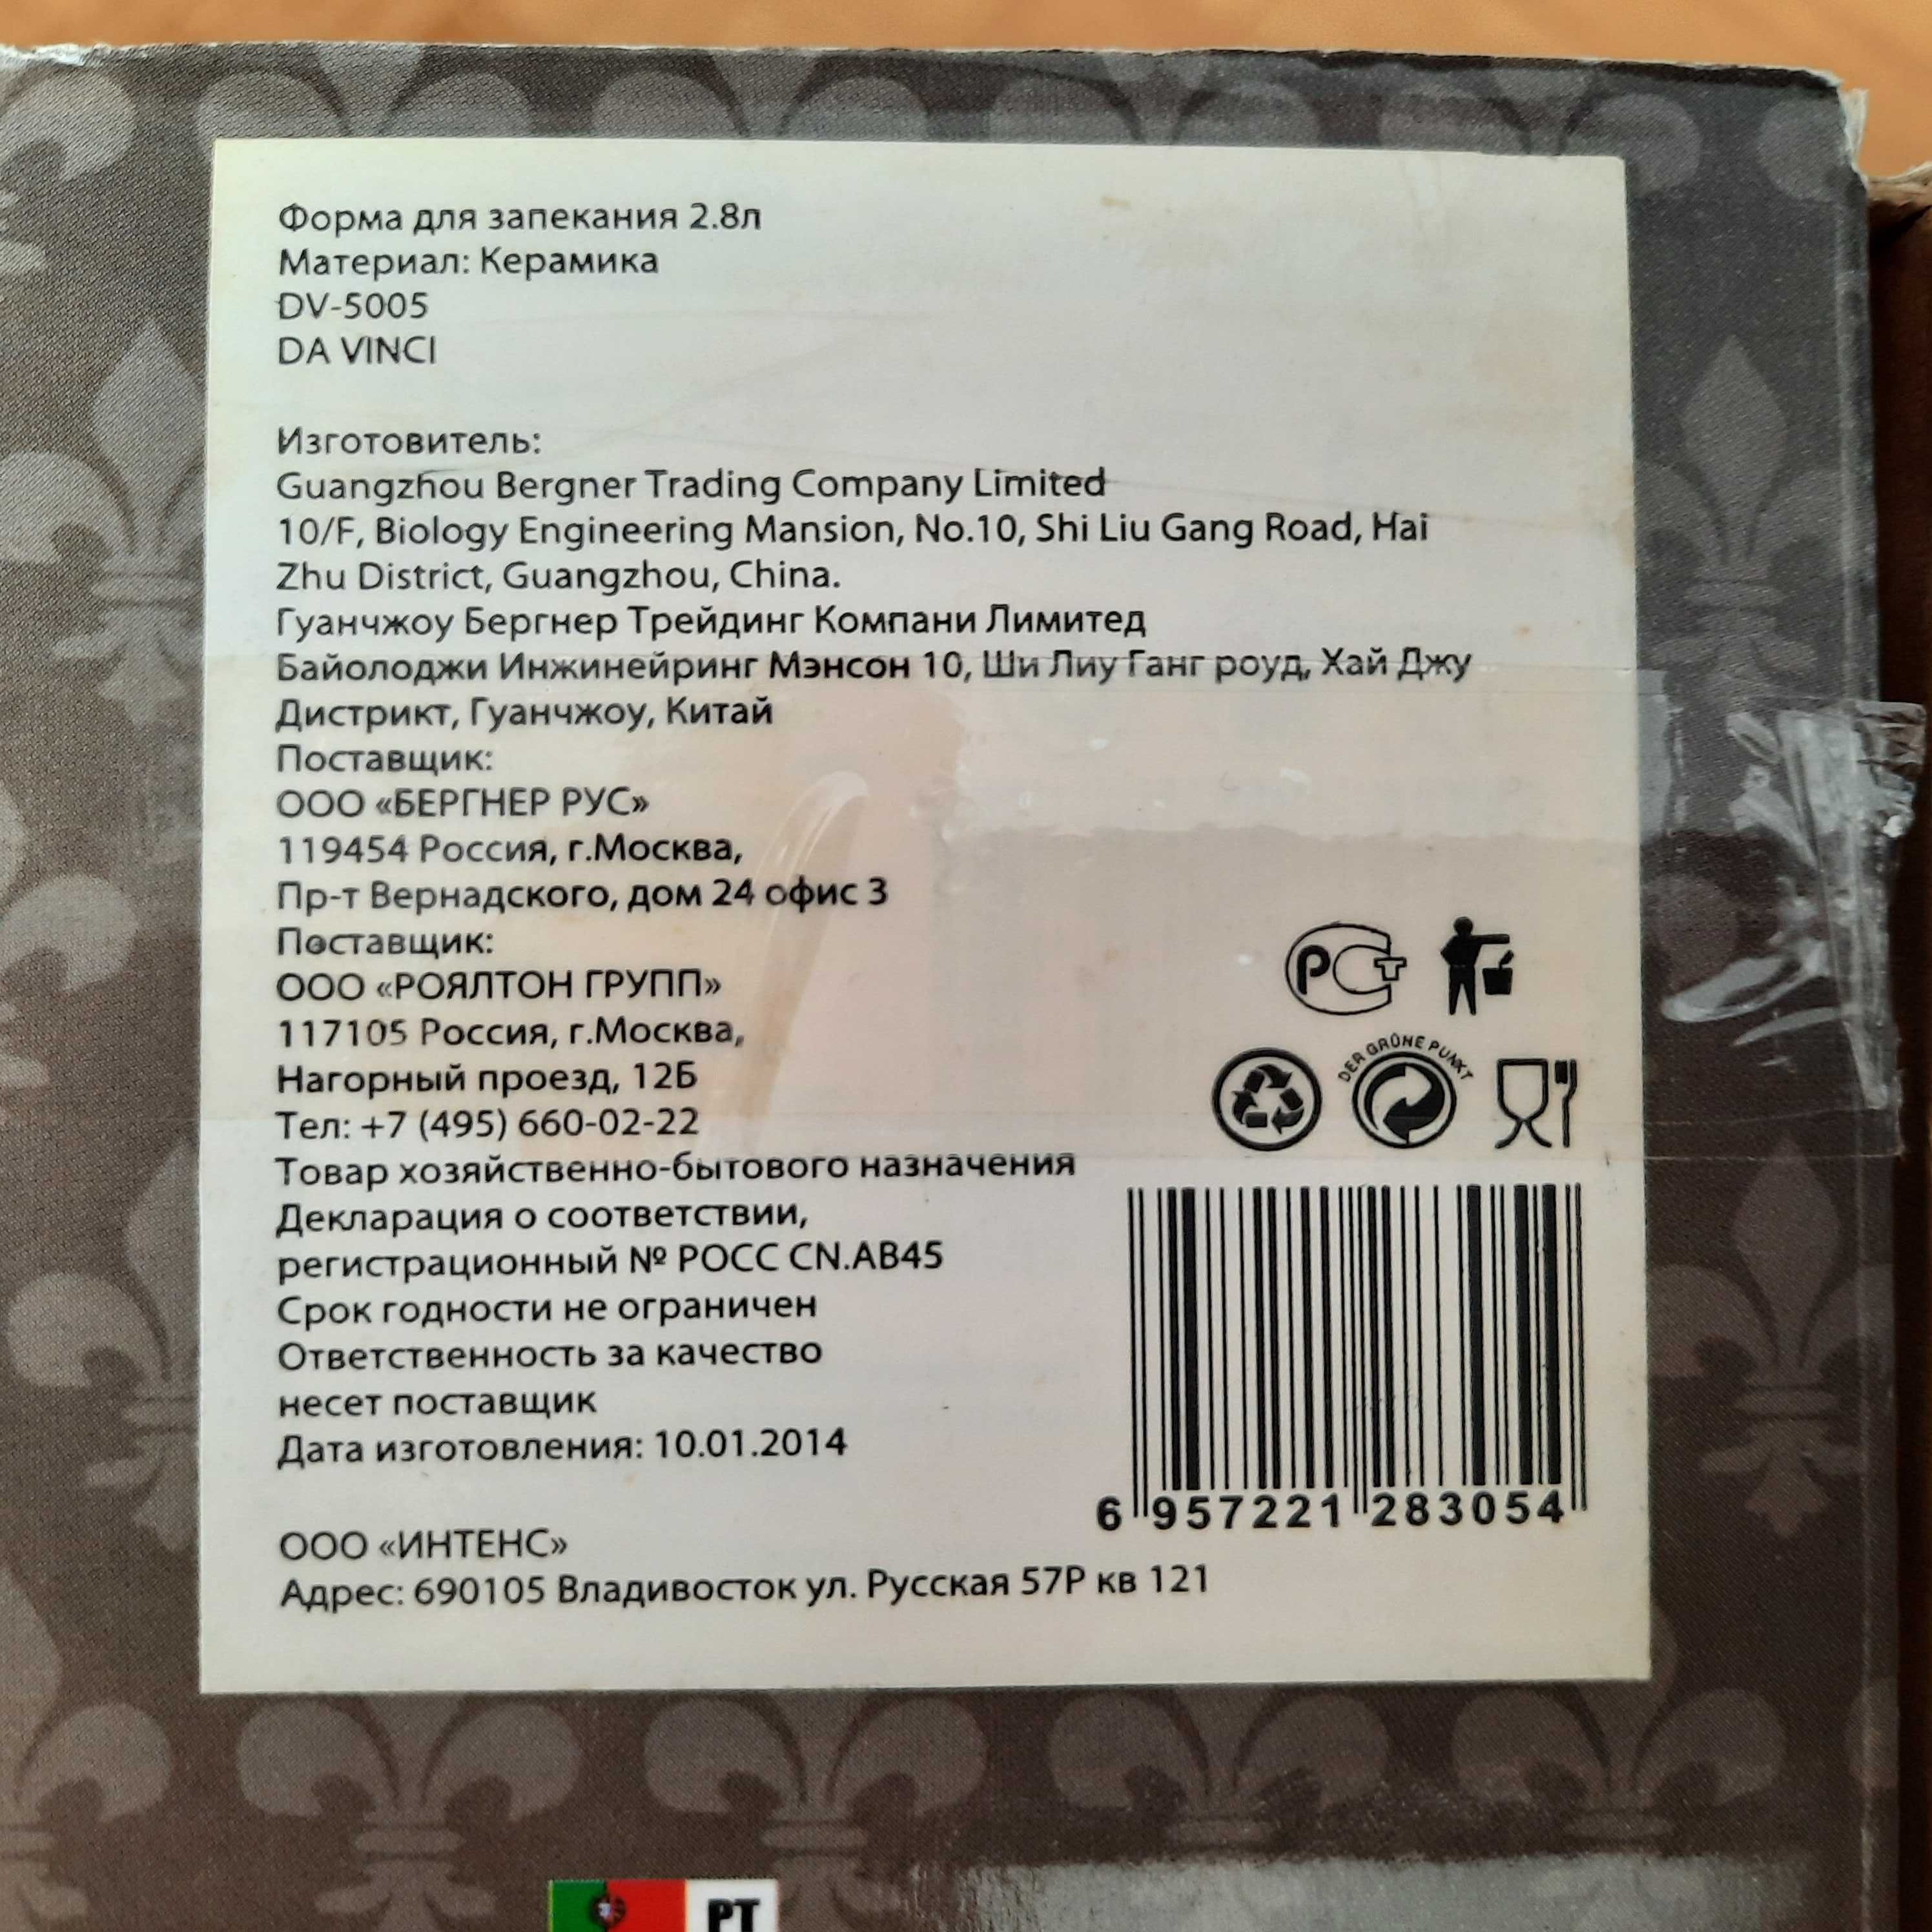 Форма для запекания 2.8л
Материал: Керамика
DV-5005
DA VINCI
Изготовитель:
Guangzhou Bergner Trading Company Limited
10/F, Biology Engineering Mansion, No.10, Shi Liu Gang Road, Hai
Zhu District, Guangzhou, China.
Гуанчжоу Бергнер Трейдинг Компани Лимитед
Байолоджи Инжинейринг Мэнсон 10, Ши Лиу Ганг роуд, Хай Джу
Дистрикт, Гуанчжоу, Китай
Поставщик:
ООО «БЕРГНЕР РУС»
119454 Россия, г.Москва,
Пр-т Вернадского, дом 24 офис 3
Поставщик:
ООО «РОЯЛТОН ГРУПП»
117105 Россия, г.Москва,
Нагорный проезд, 12Б
Тел: +7 (495) 660-02-22
Товар хозяйственно-бытового назначения
Декларация о соответствии,
регистрационный № РОСС CN.АВ45
Срок годности не ограничен
Ответственность за качество
несет поставщик
Дата изготовления: 10.01.2014
ООО «ИНТЕНС»
Адрес: 690105 Владивосток ул. Русская 57Р кв 121
РСТ
DER GRÜNE PUNKT
6 957221 283054
PT